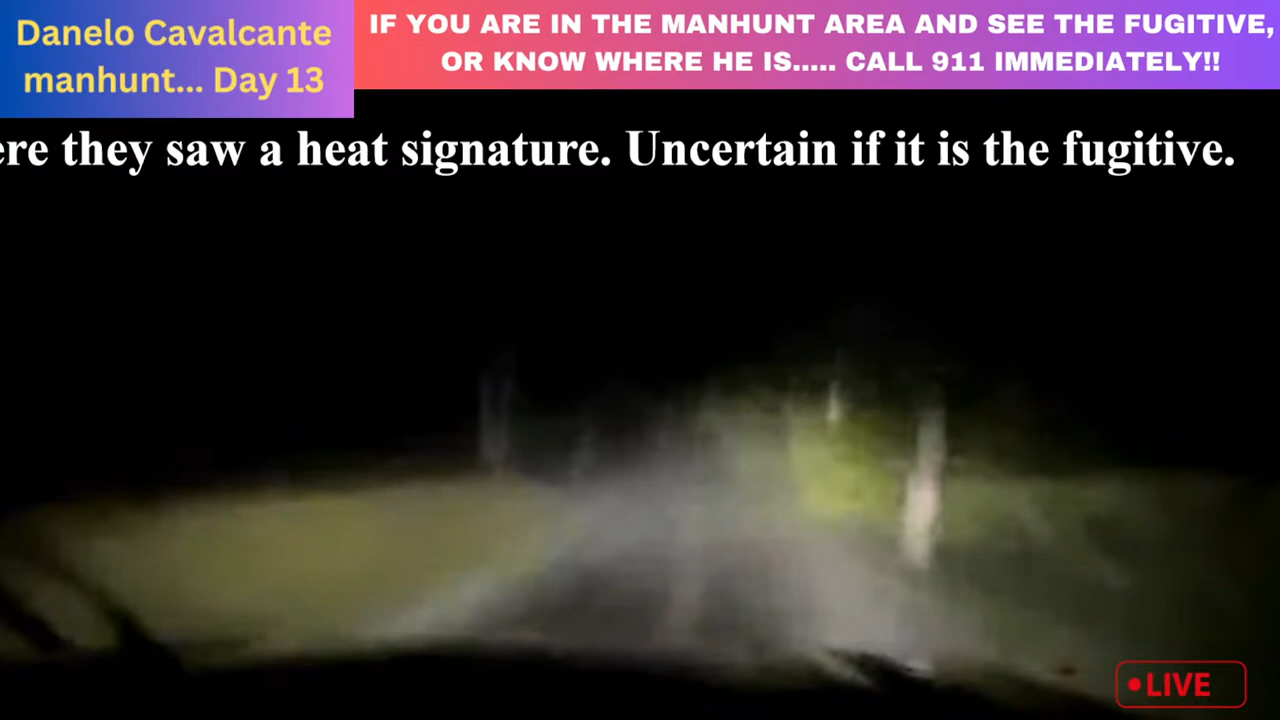 Danelo Cavalcante
manhunt... Day 13
IF YOU ARE IN THE MANHUNT AREA AND SEE THE FUGITIVE,
OR KNOW WHERE HE IS..... CALL 911 IMMEDIATELY!!
ere they saw a heat signature. Uncertain if it is the fugitive.
LIVE